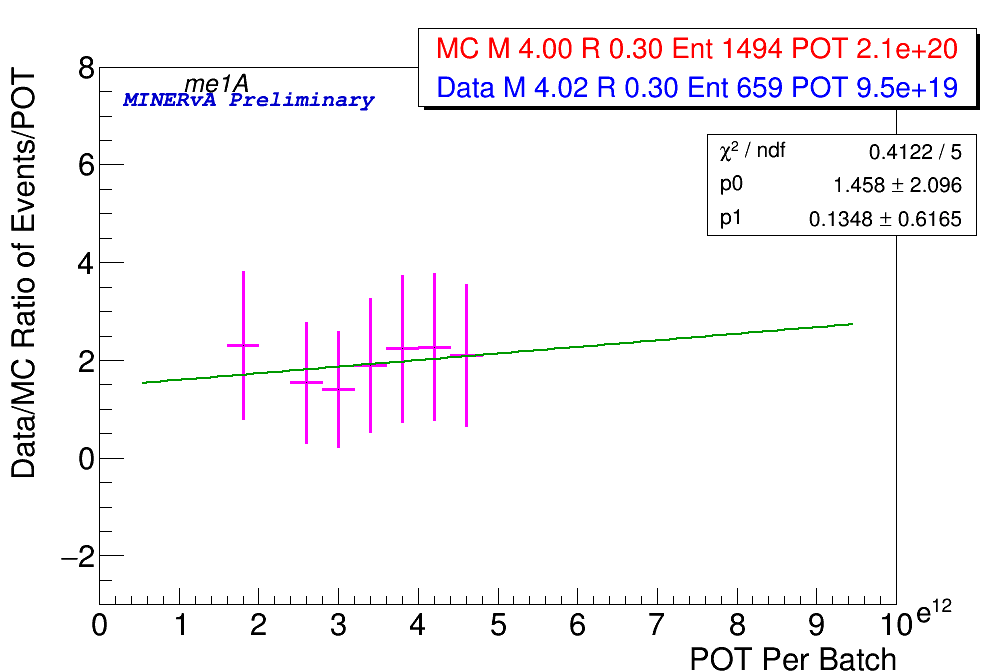 MC M 4.00 R 0.30 Ent 1494 POT 2.1e+20
Data M 4.02 R 0.30 Ent 659 POT 9.5e+19
me1A
MINERvA Preliminary
χ² / ndf 0.4122 / 5
p0 1.458 ± 2.096
p1 0.1348 ± 0.6165
Data/MC Ratio of Events/POT
8
6
4
2
0
−2
0 1 2 3 4 5 6 7 8 9 10 e12
POT Per Batch